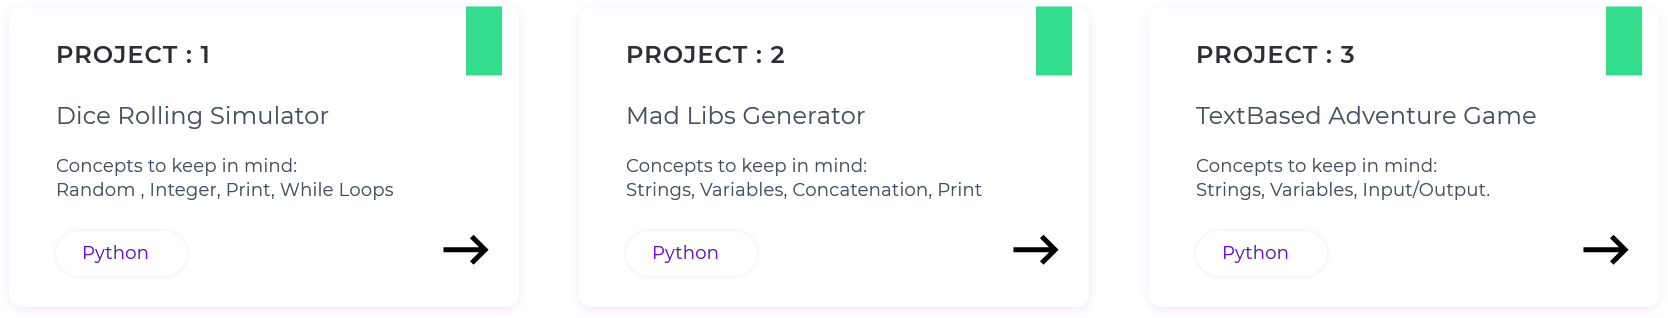 PROJECT : 1
Dice Rolling Simulator
Concepts to keep in mind:
Random , Integer, Print, While Loops
Python
PROJECT : 2
Mad Libs Generator
Concepts to keep in mind:
Strings, Variables, Concatenation, Print
Python
PROJECT : 3
TextBased Adventure Game
Concepts to keep in mind:
Strings, Variables, Input/Output.
Python